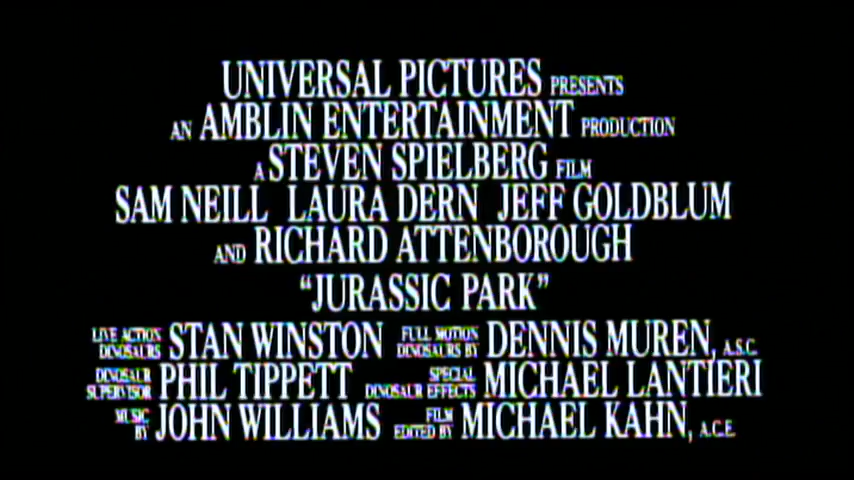 UNIVERSAL PICTURES PRESENTS
AN AMBLIN ENTERTAINMENT PRODUCTION
A STEVEN SPIELBERG FILM
SAM NEILL LAURA DERN JEFF GOLDBLUM
AND RICHARD ATTENBOROUGH
“JURASSIC PARK”
LIVE ACTION DINOSAURS STAN WINSTON FULL MOTION DINOSAURS BY DENNIS MUREN, A.S.C.
DINOSAUR SUPERVISOR PHIL TIPPETT SPECIAL DINOSAUR EFFECTS MICHAEL LANTIERI
MUSIC BY JOHN WILLIAMS FILM EDITED BY MICHAEL KAHN, A.C.E.